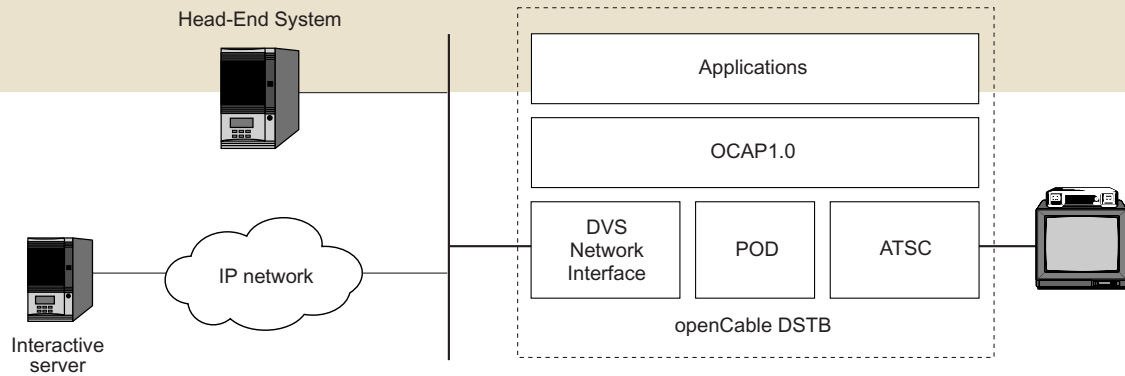 Head-End System
Applications
OCAP1.0
DVS
Network
Interface
POD
ATSC
IP network
openCable DSTB
Interactive
server